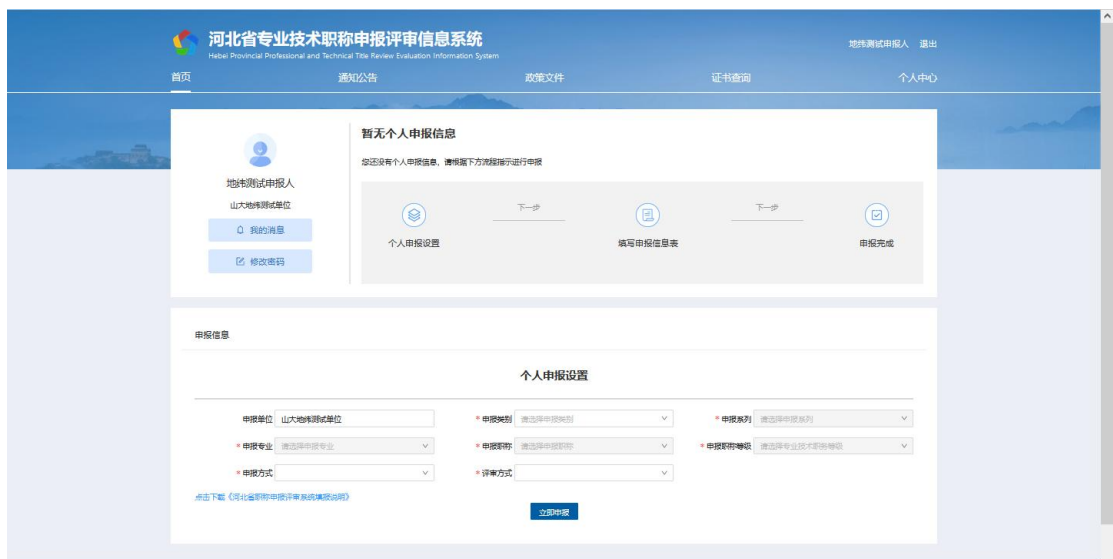 河北省专业技术职称申报评审信息系统
Hebei Provincial Professional and Technical Title Review Evaluation Information System
地纬测试申报人 退出
首页 通知公告 政策文件 证书查询 个人中心
地纬测试申报人
山大地纬测试单位
我的消息
修改密码
暂无个人申报信息
您还没有个人申报信息，请根据下方流程指示进行申报
下一步 下一步
个人申报设置 填写申报信息表 申报完成
申报信息
个人申报设置
申报单位 山大地纬测试单位 * 申报类别 请选择申报类别 * 申报系列 请选择申报系列
* 申报专业 请选择申报专业 * 申报职称 请选择申报职称 * 申报职称等级 请选择专业技术职称等级
* 申报方式 * 评审方式
点击下载《河北省职称申报评审系统填报说明》
立即申报